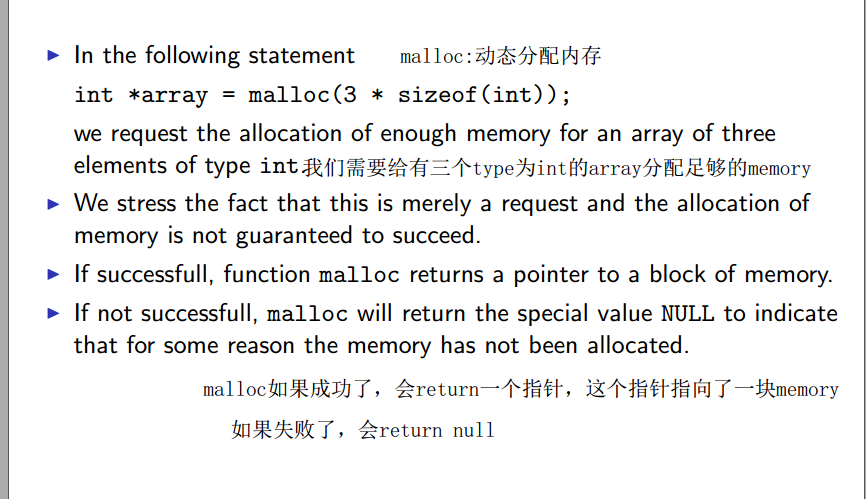 In the following statement malloc:动态分配内存
int *array = malloc(3 * sizeof(int));
we request the allocation of enough memory for an array of three
elements of type int.我们需要给有三个type为int的array分配足够的memory
We stress the fact that this is merely a request and the allocation of
memory is not guaranteed to succeed.
If successfull, function malloc returns a pointer to a block of memory.
If not successfull, malloc will return the special value NULL to indicate
that for some reason the memory has not been allocated.
malloc如果成功了，会return一个指针，这个指针指向了一块memory
如果失败了，会return null